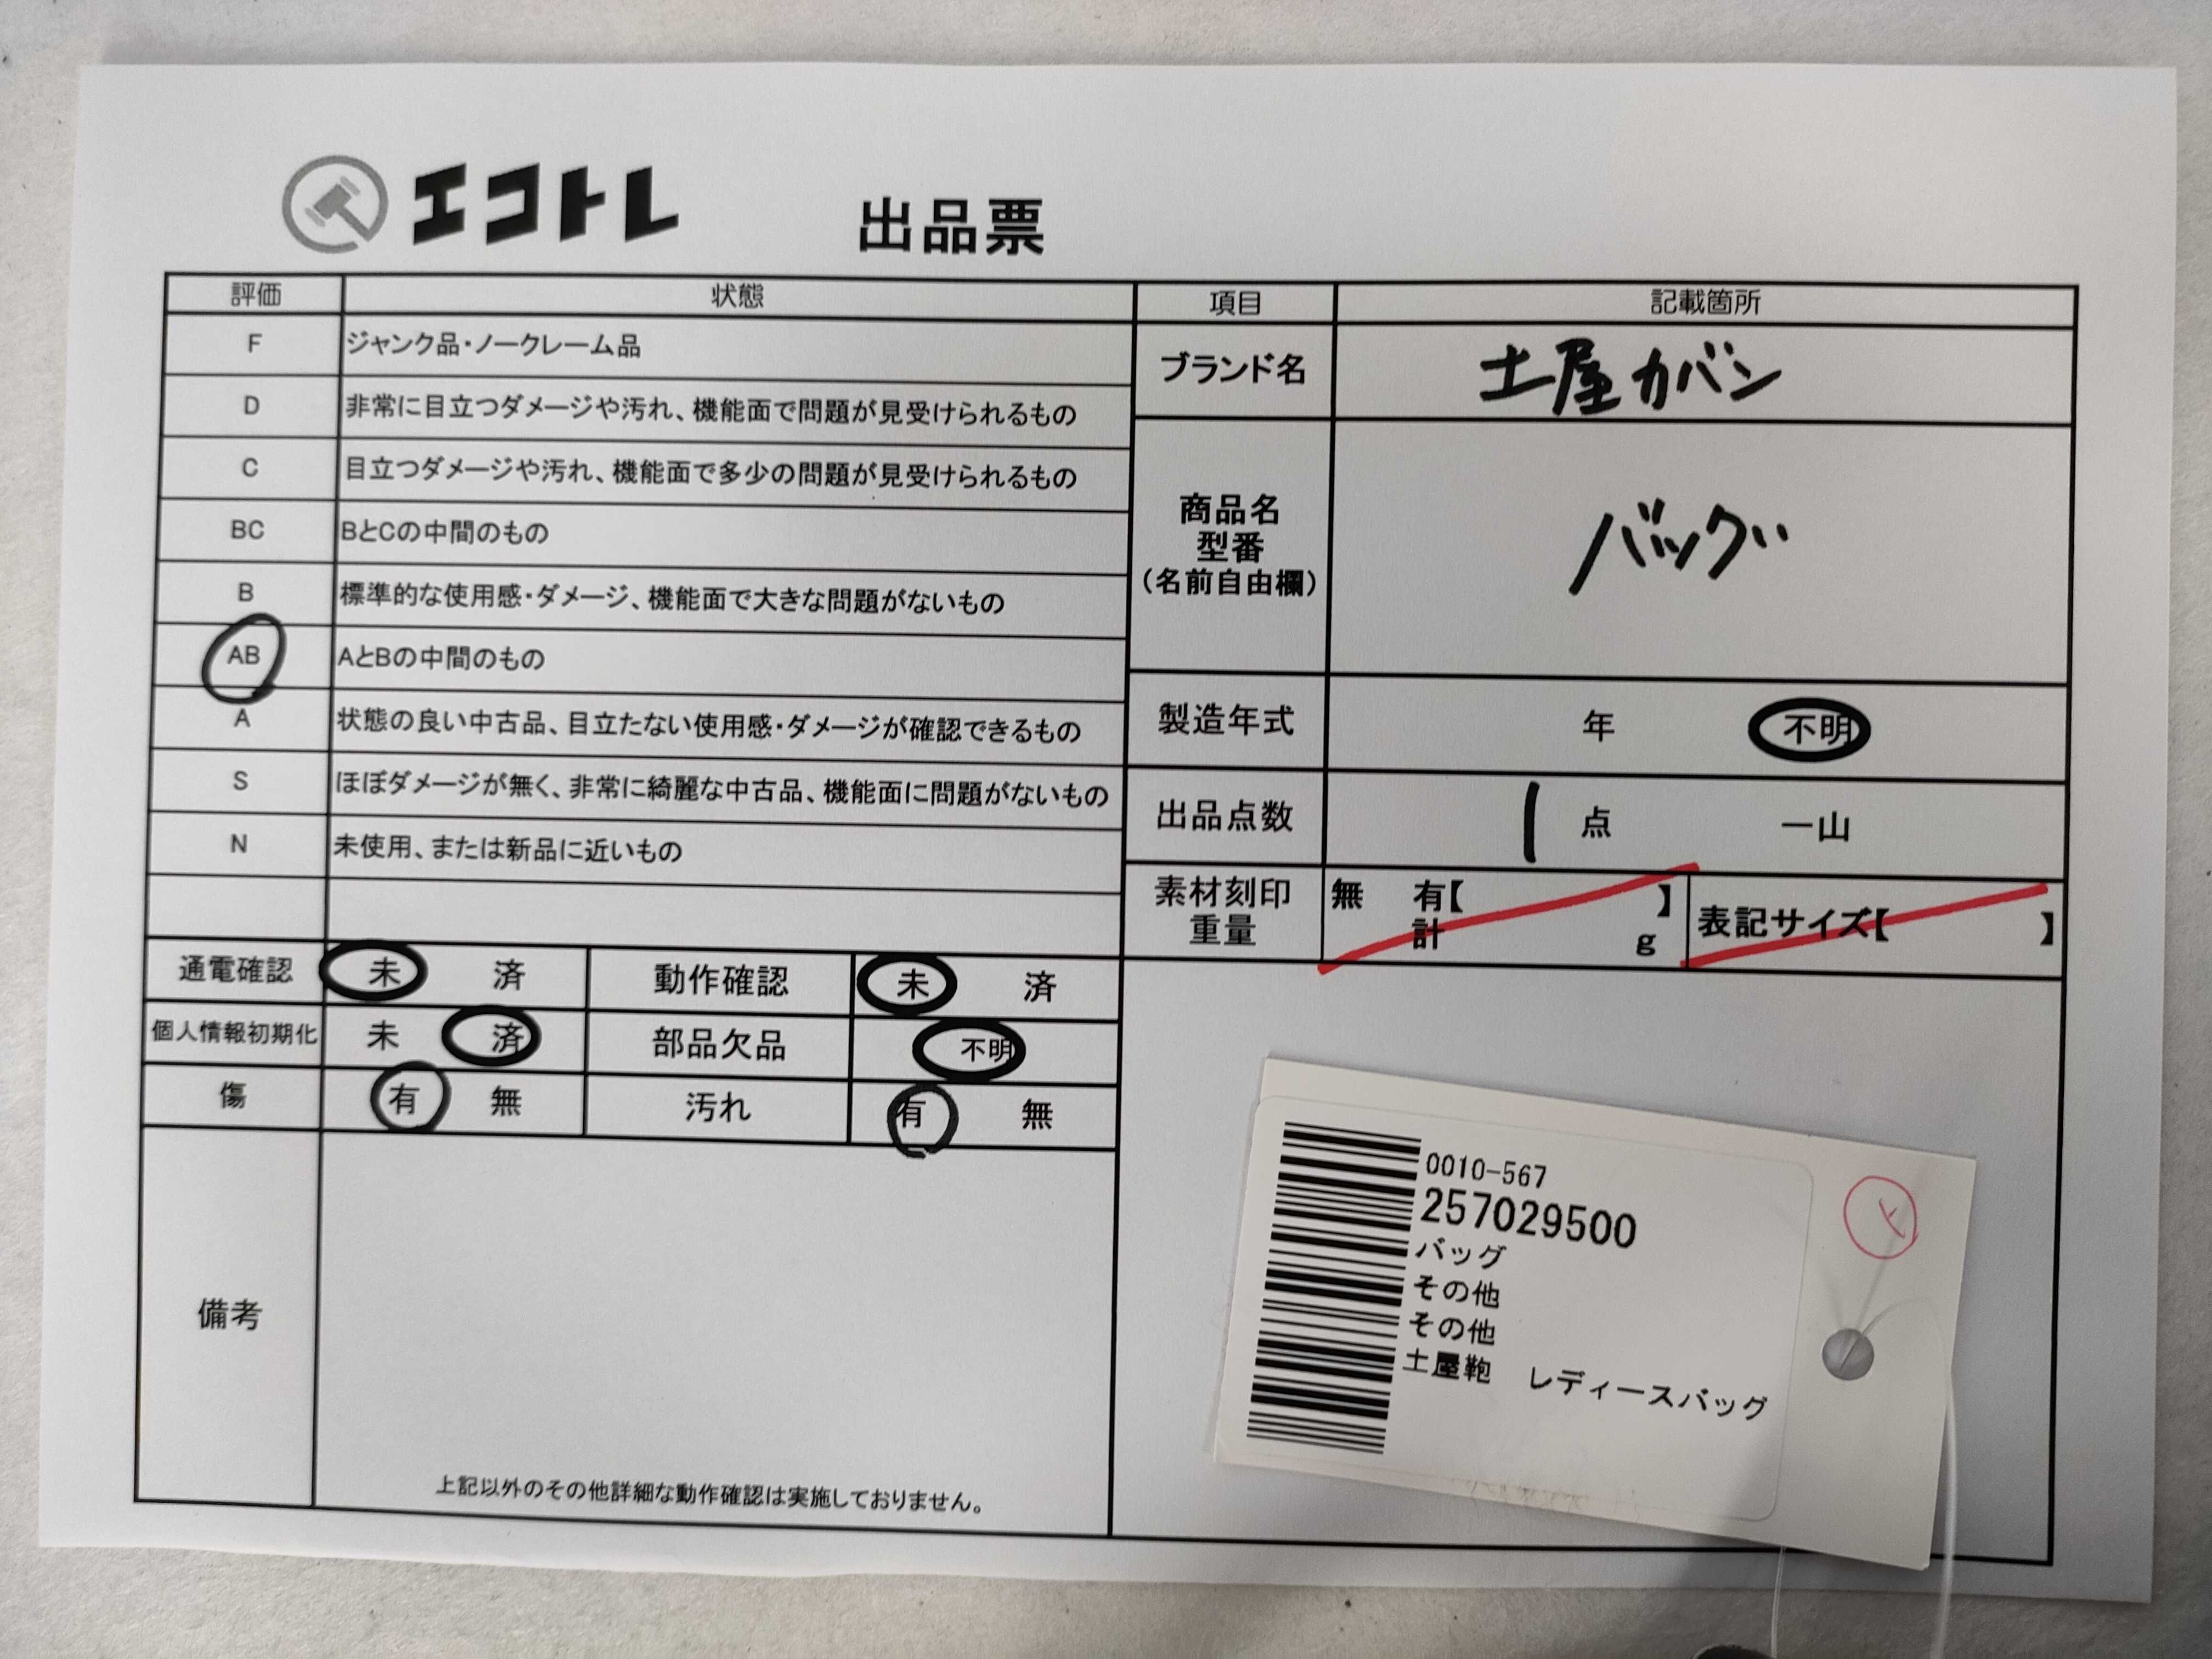 エコトレ
出品票
評価 状態
F ジャンク品・ノークレーム品
D 非常に目立つダメージや汚れ、機能面で問題が見受けられるもの
C 目立つダメージや汚れ、機能面で多少の問題が見受けられるもの
BC BとCの中間のもの
B 標準的な使用感・ダメージ、機能面で大きな問題がないもの
AB AとBの中間のもの
A 状態の良い中古品、目立たない使用感・ダメージが確認できるもの
S ほぼダメージが無く、非常に綺麗な中古品、機能面に問題がないもの
N 未使用、または新品に近いもの
通電確認 未 済 動作確認 未 済
個人情報初期化 未 済 部品欠品 不明
傷 有 無 汚れ 有 無
備考
上記以外のその他詳細な動作確認は実施しておりません。
項目 記載箇所
ブランド名 土屋カバン
商品名
型番
(名前自由欄)
バッグ
製造年式 年 不明
出品点数 1 点 一山
素材刻印 無 有【 】
重量 計 g
表記サイズ【 】
0010-567
257029500
バッグ
その他
その他
土屋鞄 レディースバッグ